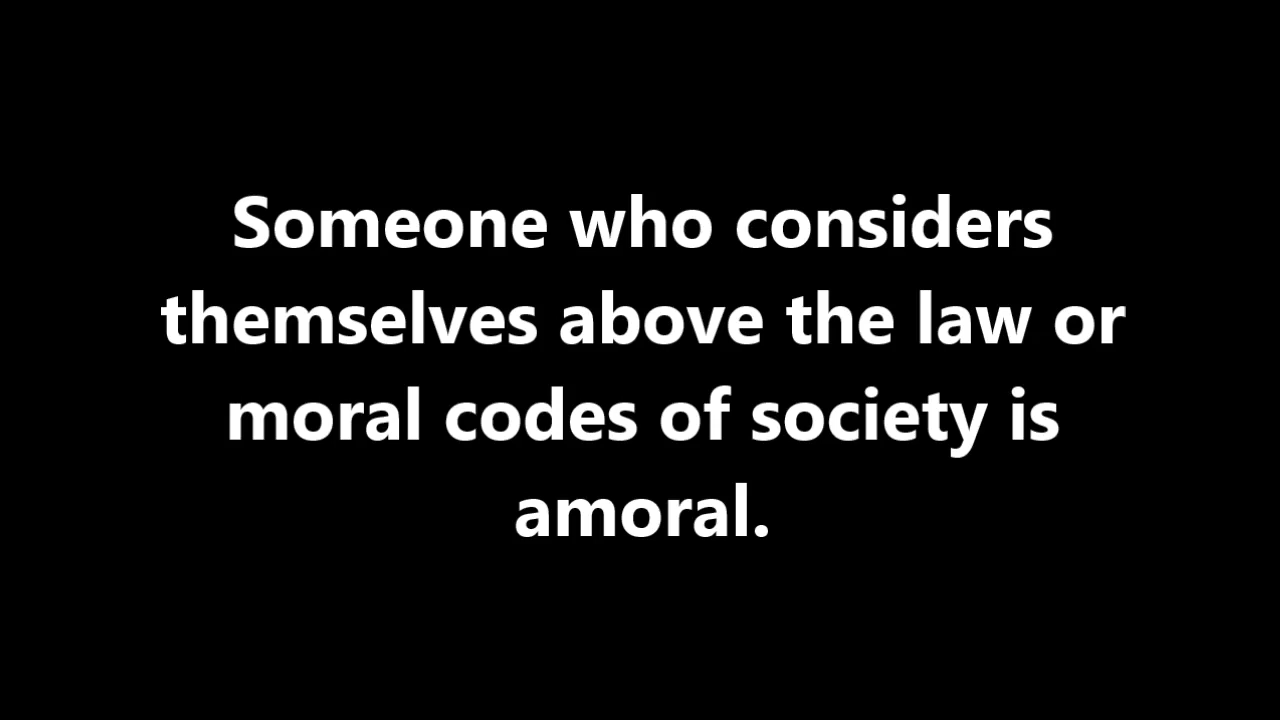 Someone who considers
themselves above the law or
moral codes of society is
amoral.